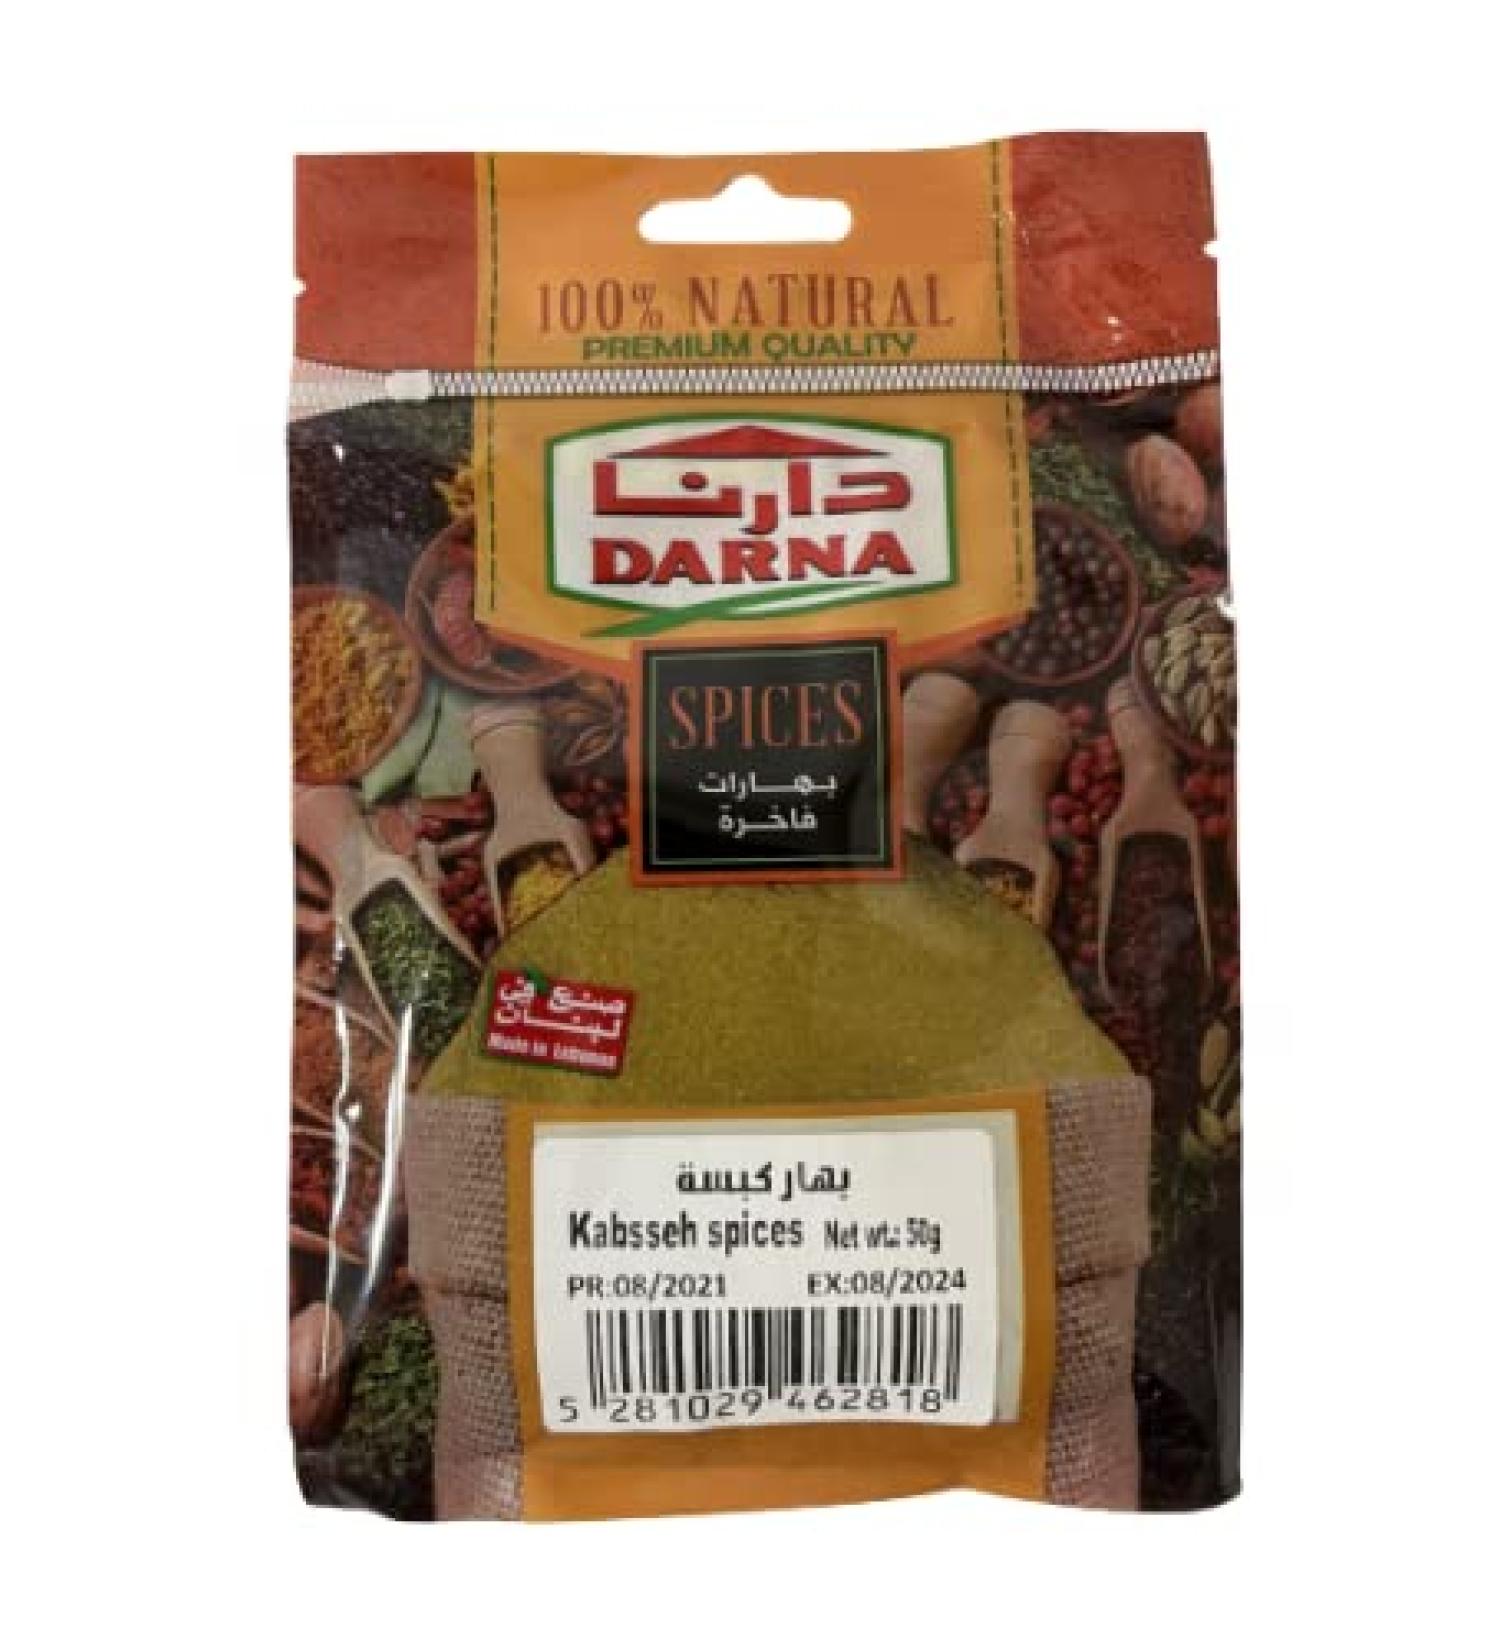 100% NATURAL
PREMIUM QUALITY
دارنا
DARNA
SPICES
بهارات
فاخرة
صنع في
لبنان
Made in Lebanon
بهار كبسة
Kabsseh spices Net wt.: 50g
PR:08/2021 EX:08/2024
5 281029 462818